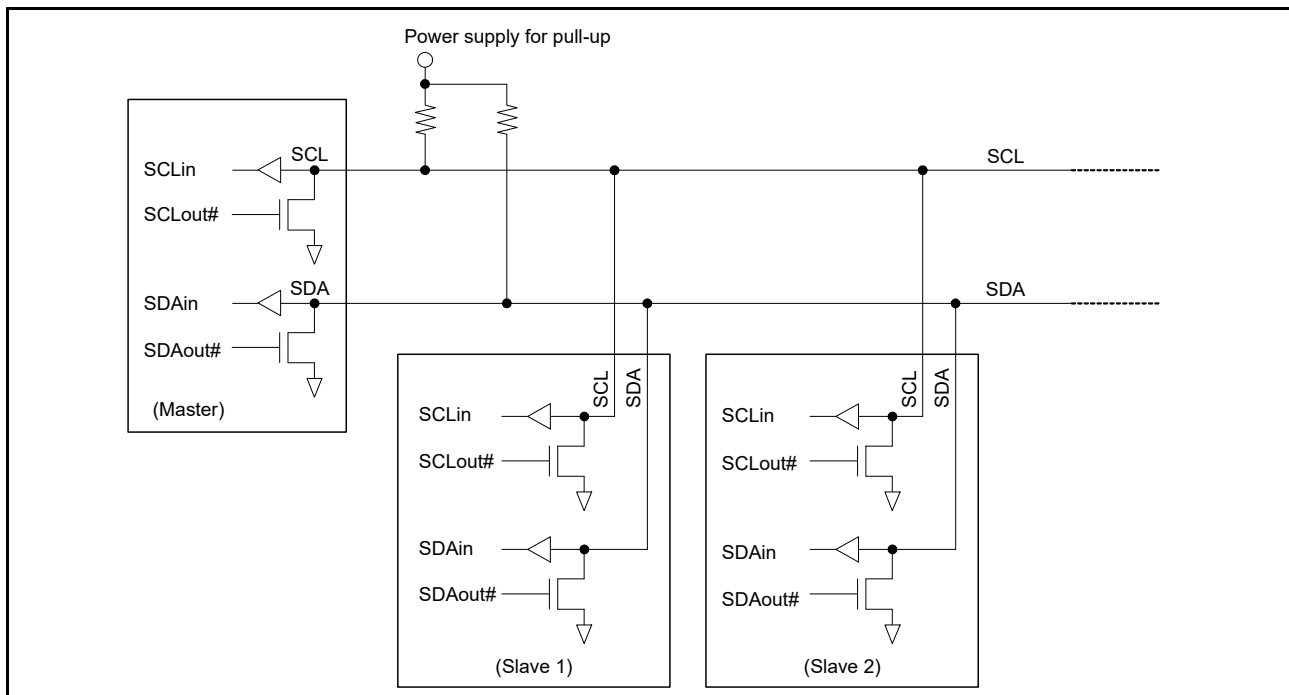 Power supply for pull-up
SCLin
SCL
SCL
SCLout#
SDAin
SDA
SDA
SDAout#
(Master)
SCL
SDA
SCLin
SCLout#
SDAin
SDAout#
(Slave 1)
SCL
SDA
SCLin
SCLout#
SDAin
SDAout#
(Slave 2)